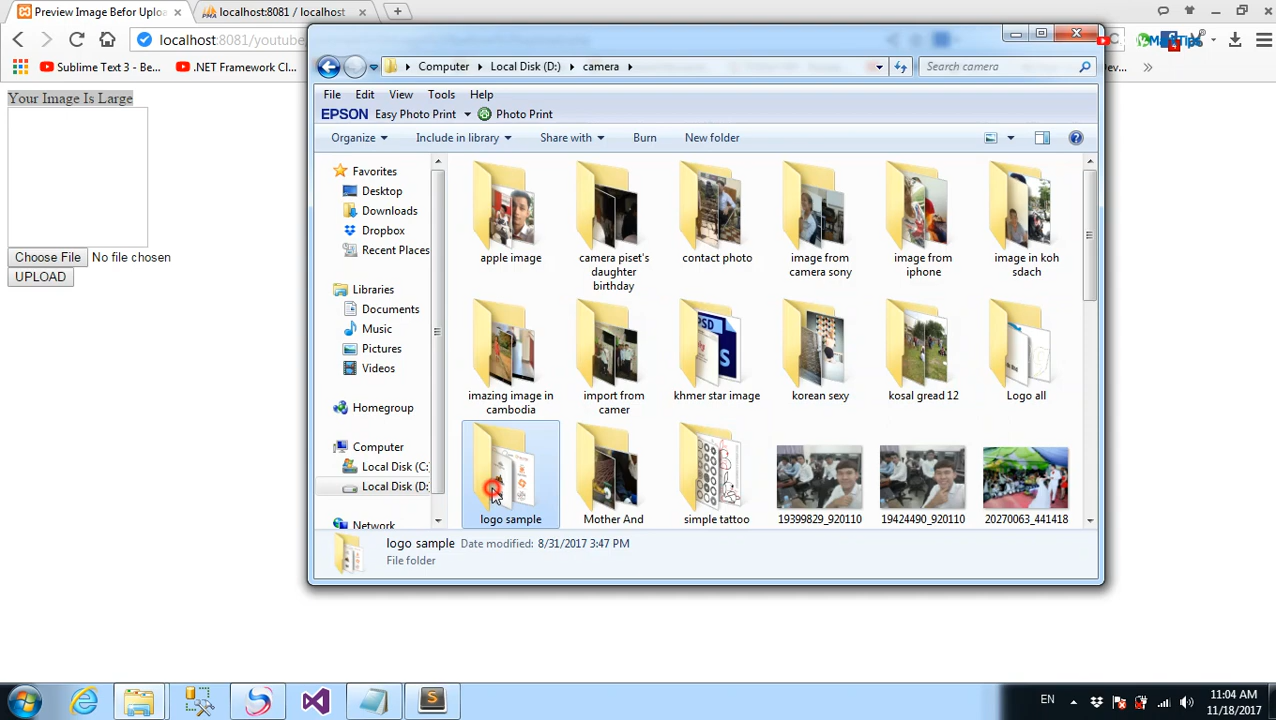 Preview Image Befor Uploa
localhost:8081 / localhost
localhost:8081/youtube
Sublime Text 3 - Be...
.NET Framework Cl
Your Image Is Large
Choose File No file chosen
UPLOAD
Computer
Local Disk (D:)
camera
Search camera
File Edit View Tools Help
EPSON Easy Photo Print Photo Print
Organize Include in library Share with Burn New folder
Favorites
Desktop
Downloads
Dropbox
Recent Places
Libraries
Documents
Music
Pictures
Videos
Homegroup
Computer
Local Disk (C:
Local Disk (D:
Network
apple image
camera piset's
daughter
birthday
contact photo
image from
camera sony
image from
iphone
image in koh
sdach
imazing image in
cambodia
import from
camer
khmer star image
korean sexy
kosal gread 12
Logo all
logo sample
Mother And
simple tattoo
19399829_920110
19424490_920110
20270063_441418
logo sample Date modified: 8/31/2017 3:47 PM
File folder
EN
11:04 AM
11/18/2017